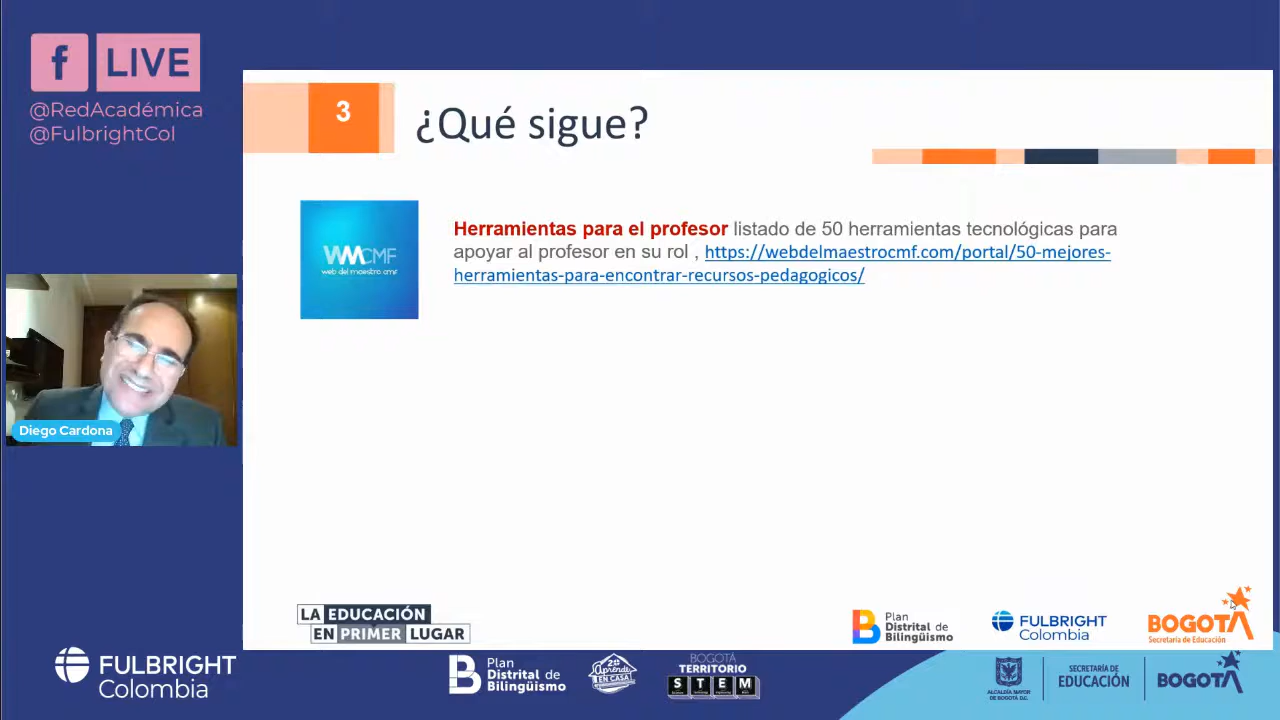 f LIVE
@RedAcadémica
@FulbrightCol
3
¿Qué sigue?
WMCMF
web del maestro cmf
Herramientas para el profesor listado de 50 herramientas tecnológicas para
apoyar al profesor en su rol , https://webdelmaestrocmf.com/portal/50-mejores-
herramientas-para-encontrar-recursos-pedagogicos/
Diego Cardona
LA EDUCACIÓN
EN PRIMER LUGAR
Plan
Distrital de
Bilingüismo
FULBRIGHT
Colombia
BOGOTÁ
Secretaría de Educación
FULBRIGHT
Colombia
Plan
Distrital de
Bilingüismo
Aprende
EN CASA
BOGOTÁ
TERRITORIO
STEM
ALCALDÍA MAYOR
DE BOGOTÁ D.C.
SECRETARÍA DE
EDUCACIÓN
BOGOTÁ